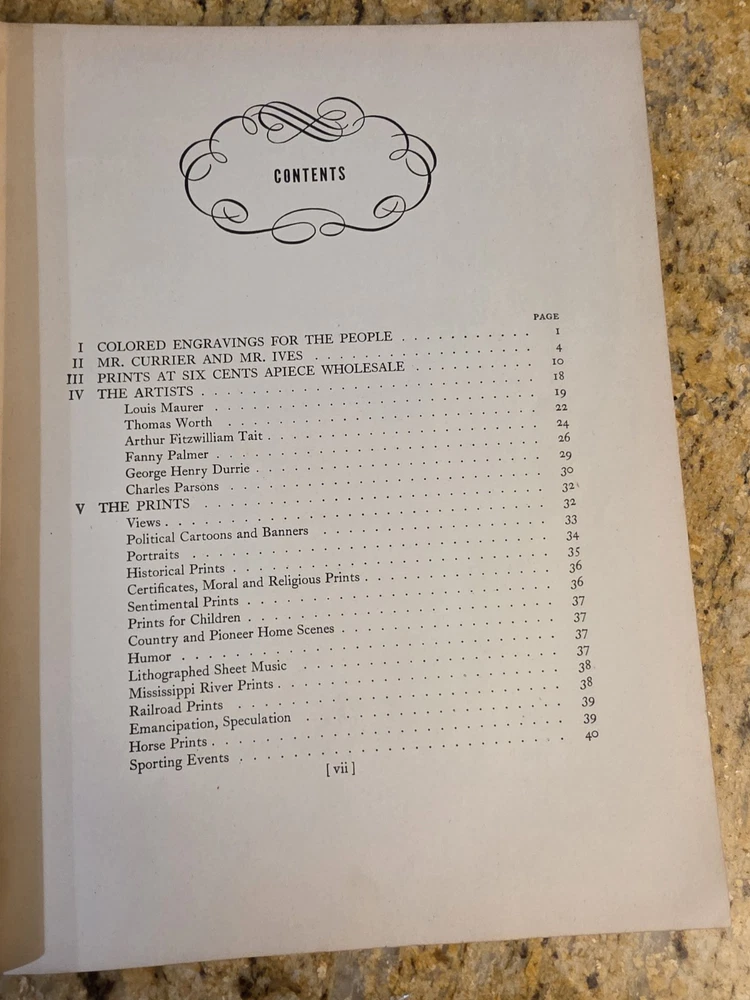 CONTENTS
PAGE
I COLORED ENGRAVINGS FOR THE PEOPLE . . . . . . . . . . 1
II MR. CURRIER AND MR. IVES . . . . . . . . . . 4
III PRINTS AT SIX CENTS APIECE WHOLESALE . . . . . . . . . . 10
IV THE ARTISTS . . . . . . . . . . 18
Louis Maurer . . . . . . . . . . 19
Thomas Worth . . . . . . . . . . 22
Arthur Fitzwilliam Tait . . . . . . . . . . 24
Fanny Palmer . . . . . . . . . . 26
George Henry Durrie . . . . . . . . . . 29
Charles Parsons . . . . . . . . . . 30
V THE PRINTS . . . . . . . . . . 32
Views . . . . . . . . . . 32
Political Cartoons and Banners . . . . . . . . . . 33
Portraits . . . . . . . . . . 34
Historical Prints . . . . . . . . . . 35
Certificates, Moral and Religious Prints . . . . . . . . . . 36
Sentimental Prints . . . . . . . . . . 36
Prints for Children . . . . . . . . . . 37
Country and Pioneer Home Scenes . . . . . . . . . . 37
Humor . . . . . . . . . . 37
Lithographed Sheet Music . . . . . . . . . . 37
Mississippi River Prints . . . . . . . . . . 38
Railroad Prints . . . . . . . . . . 38
Emancipation, Speculation . . . . . . . . . . 39
Horse Prints . . . . . . . . . . 39
Sporting Events . . . . . . . . . . 40
[ vii ]